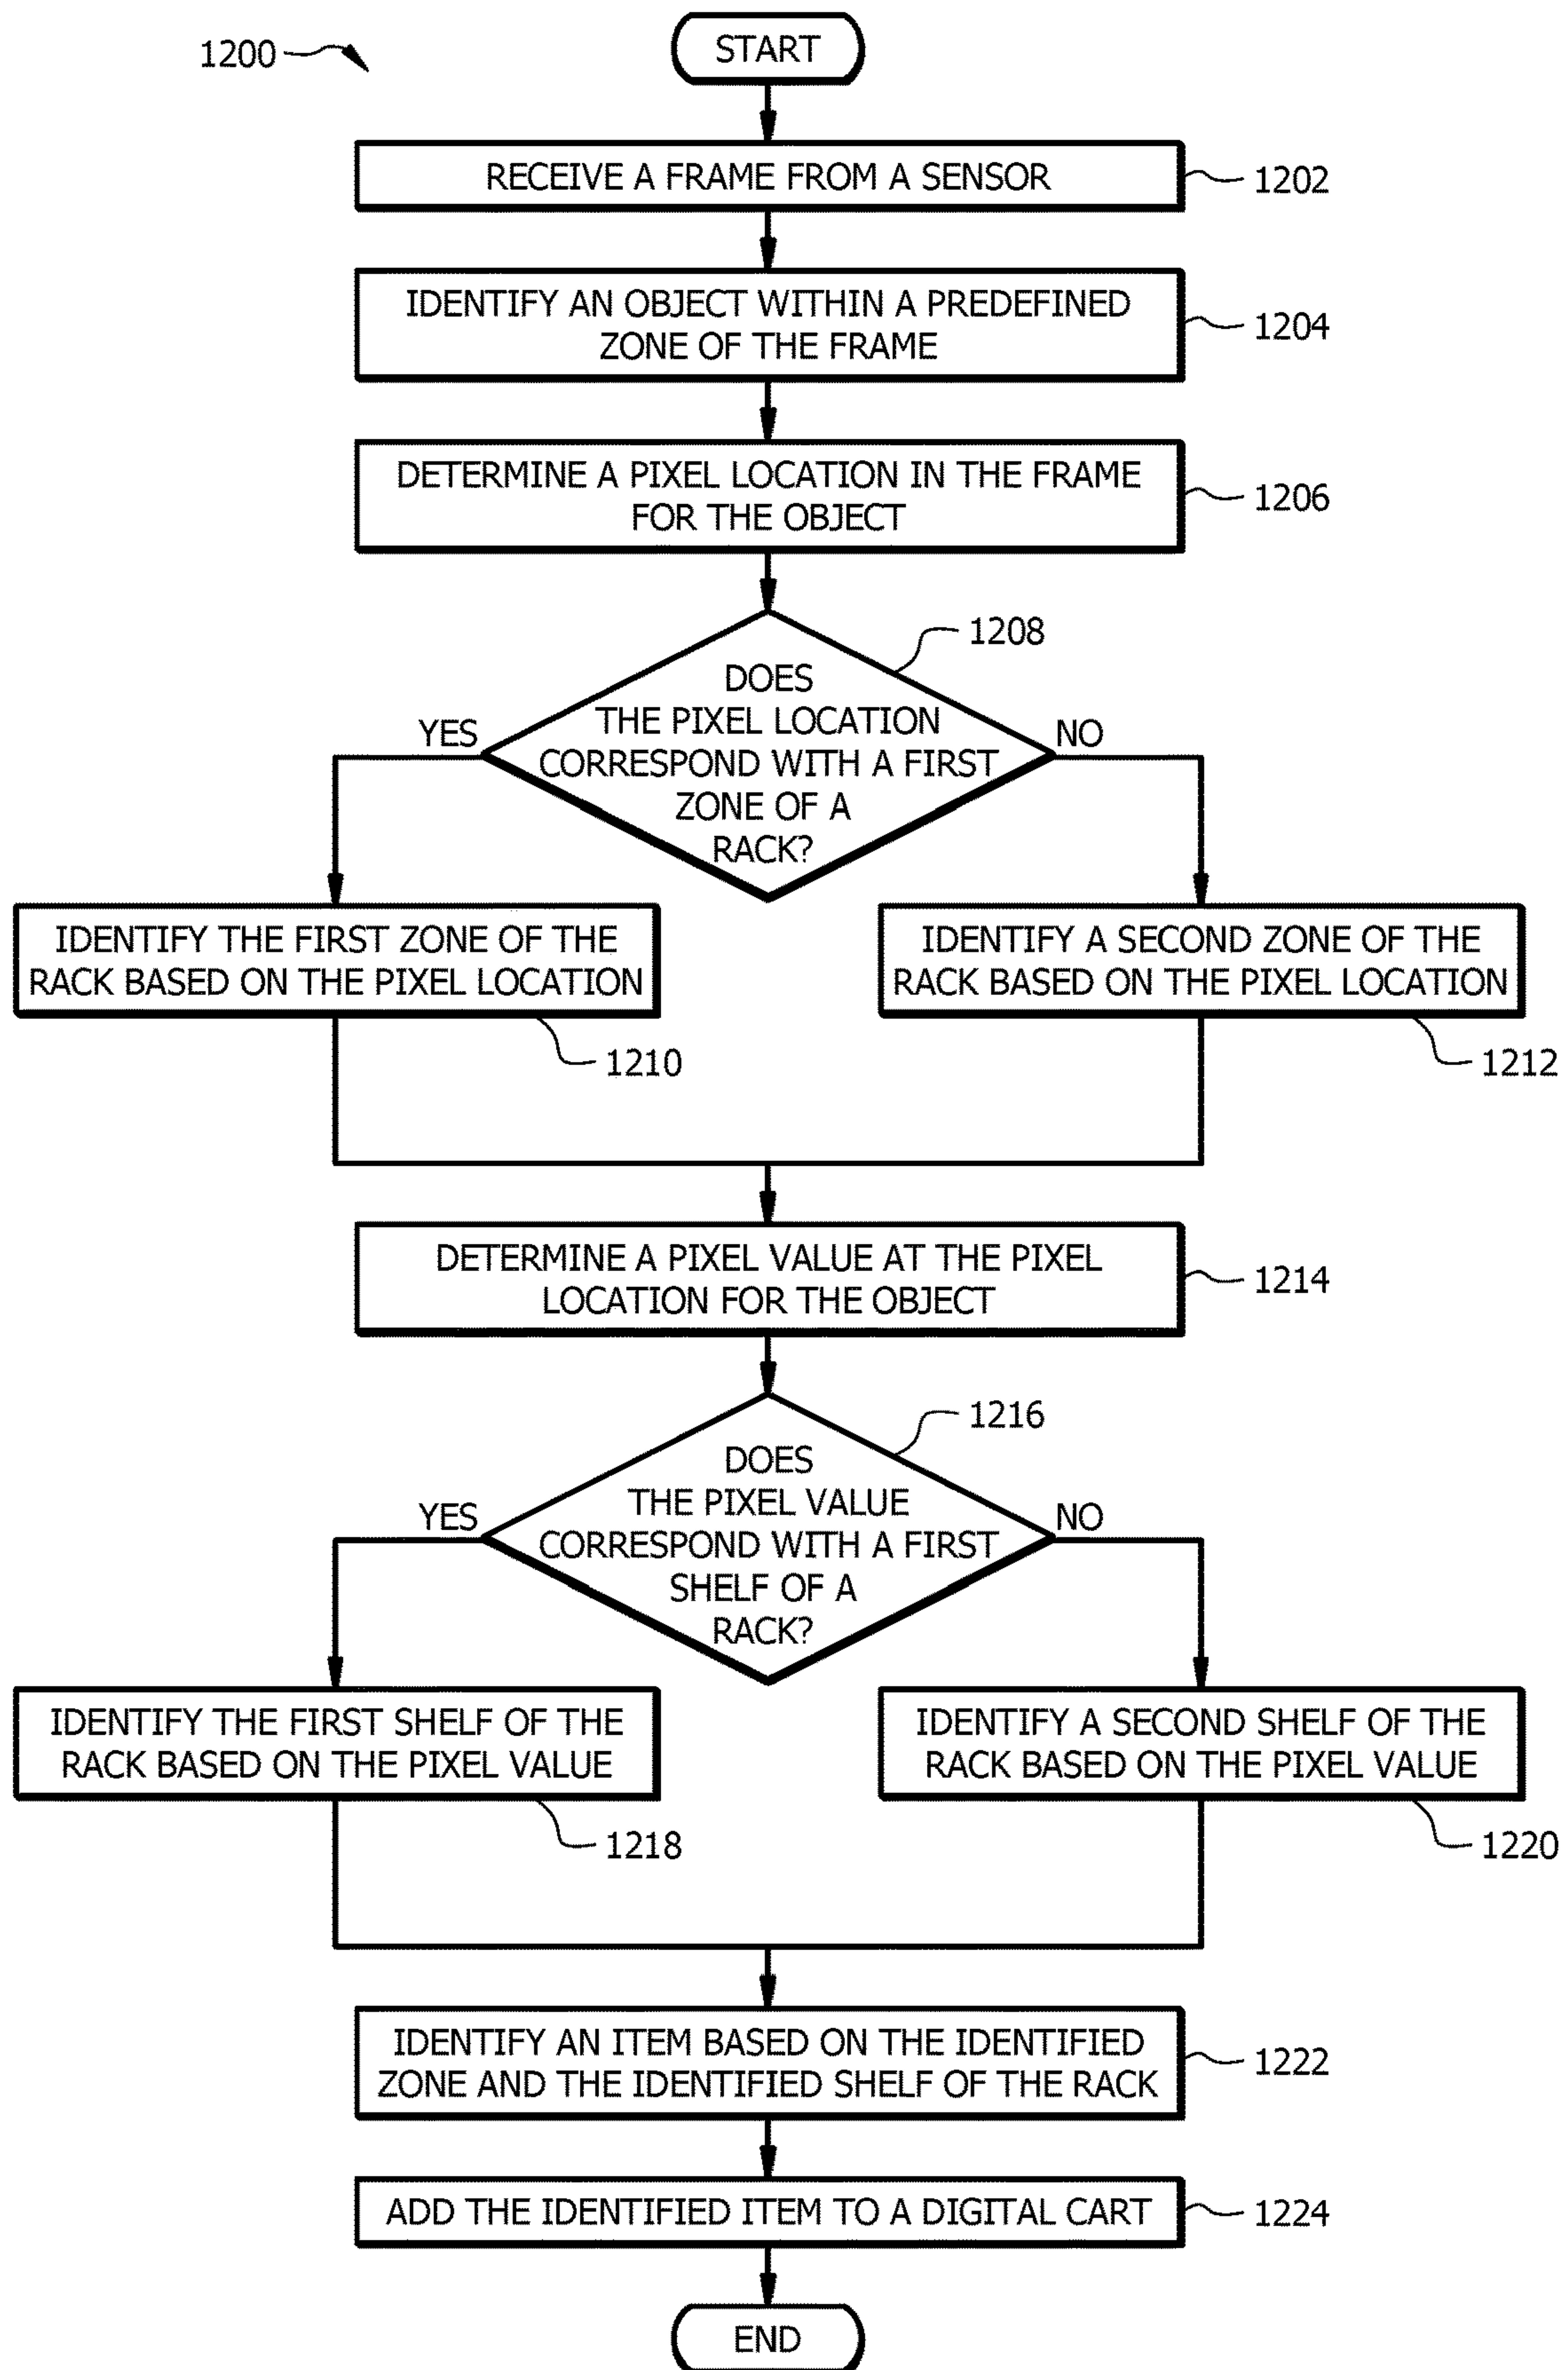 1200
START
RECEIVE A FRAME FROM A SENSOR
1202
IDENTIFY AN OBJECT WITHIN A PREDEFINED
ZONE OF THE FRAME
1204
DETERMINE A PIXEL LOCATION IN THE FRAME
FOR THE OBJECT
1206
1208
DOES
THE PIXEL LOCATION
CORRESPOND WITH A FIRST
ZONE OF A
RACK?
YES
NO
IDENTIFY THE FIRST ZONE OF THE
RACK BASED ON THE PIXEL LOCATION
1210
IDENTIFY A SECOND ZONE OF THE
RACK BASED ON THE PIXEL LOCATION
1212
DETERMINE A PIXEL VALUE AT THE PIXEL
LOCATION FOR THE OBJECT
1214
1216
DOES
THE PIXEL VALUE
CORRESPOND WITH A FIRST
SHELF OF A
RACK?
YES
NO
IDENTIFY THE FIRST SHELF OF THE
RACK BASED ON THE PIXEL VALUE
1218
IDENTIFY A SECOND SHELF OF THE
RACK BASED ON THE PIXEL VALUE
1220
IDENTIFY AN ITEM BASED ON THE IDENTIFIED
ZONE AND THE IDENTIFIED SHELF OF THE RACK
1222
ADD THE IDENTIFIED ITEM TO A DIGITAL CART
1224
END